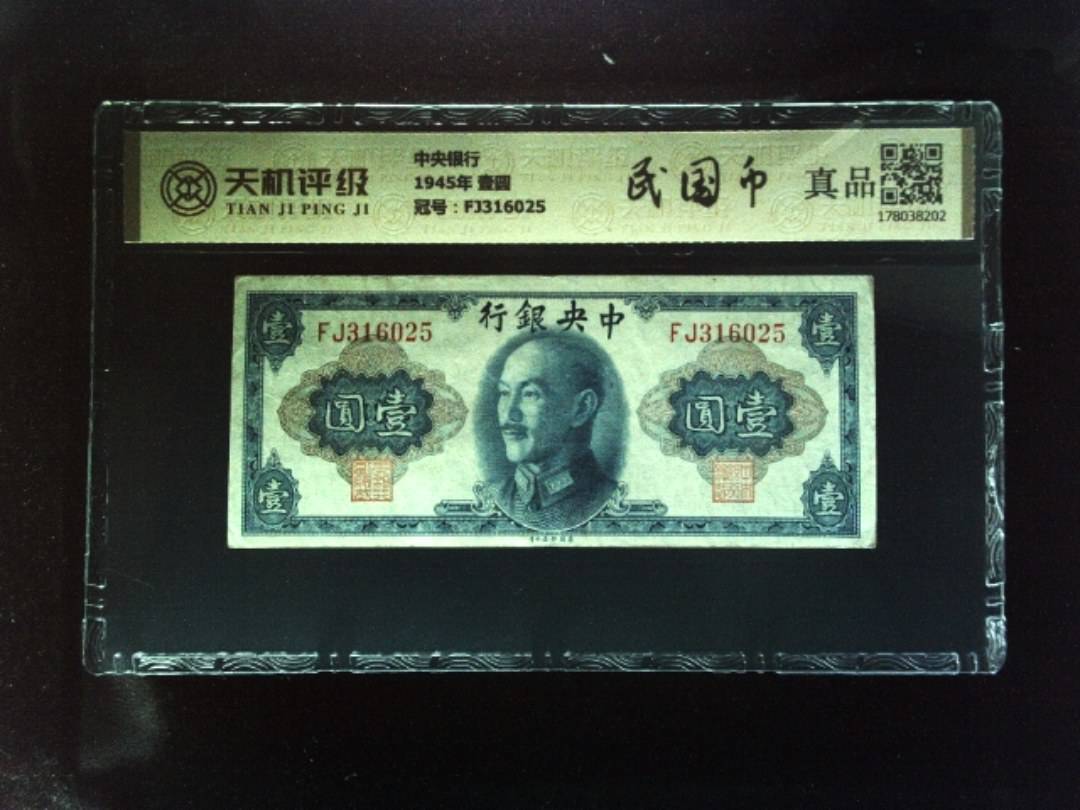 天机评级
TIAN JI PING JI
中央银行
1945年 壹圆
冠号：FJ316025
民国币
真品
178038202
行銀央中
壹
FJ316025
FJ316025
壹
圓壹
圓壹
壹
壹